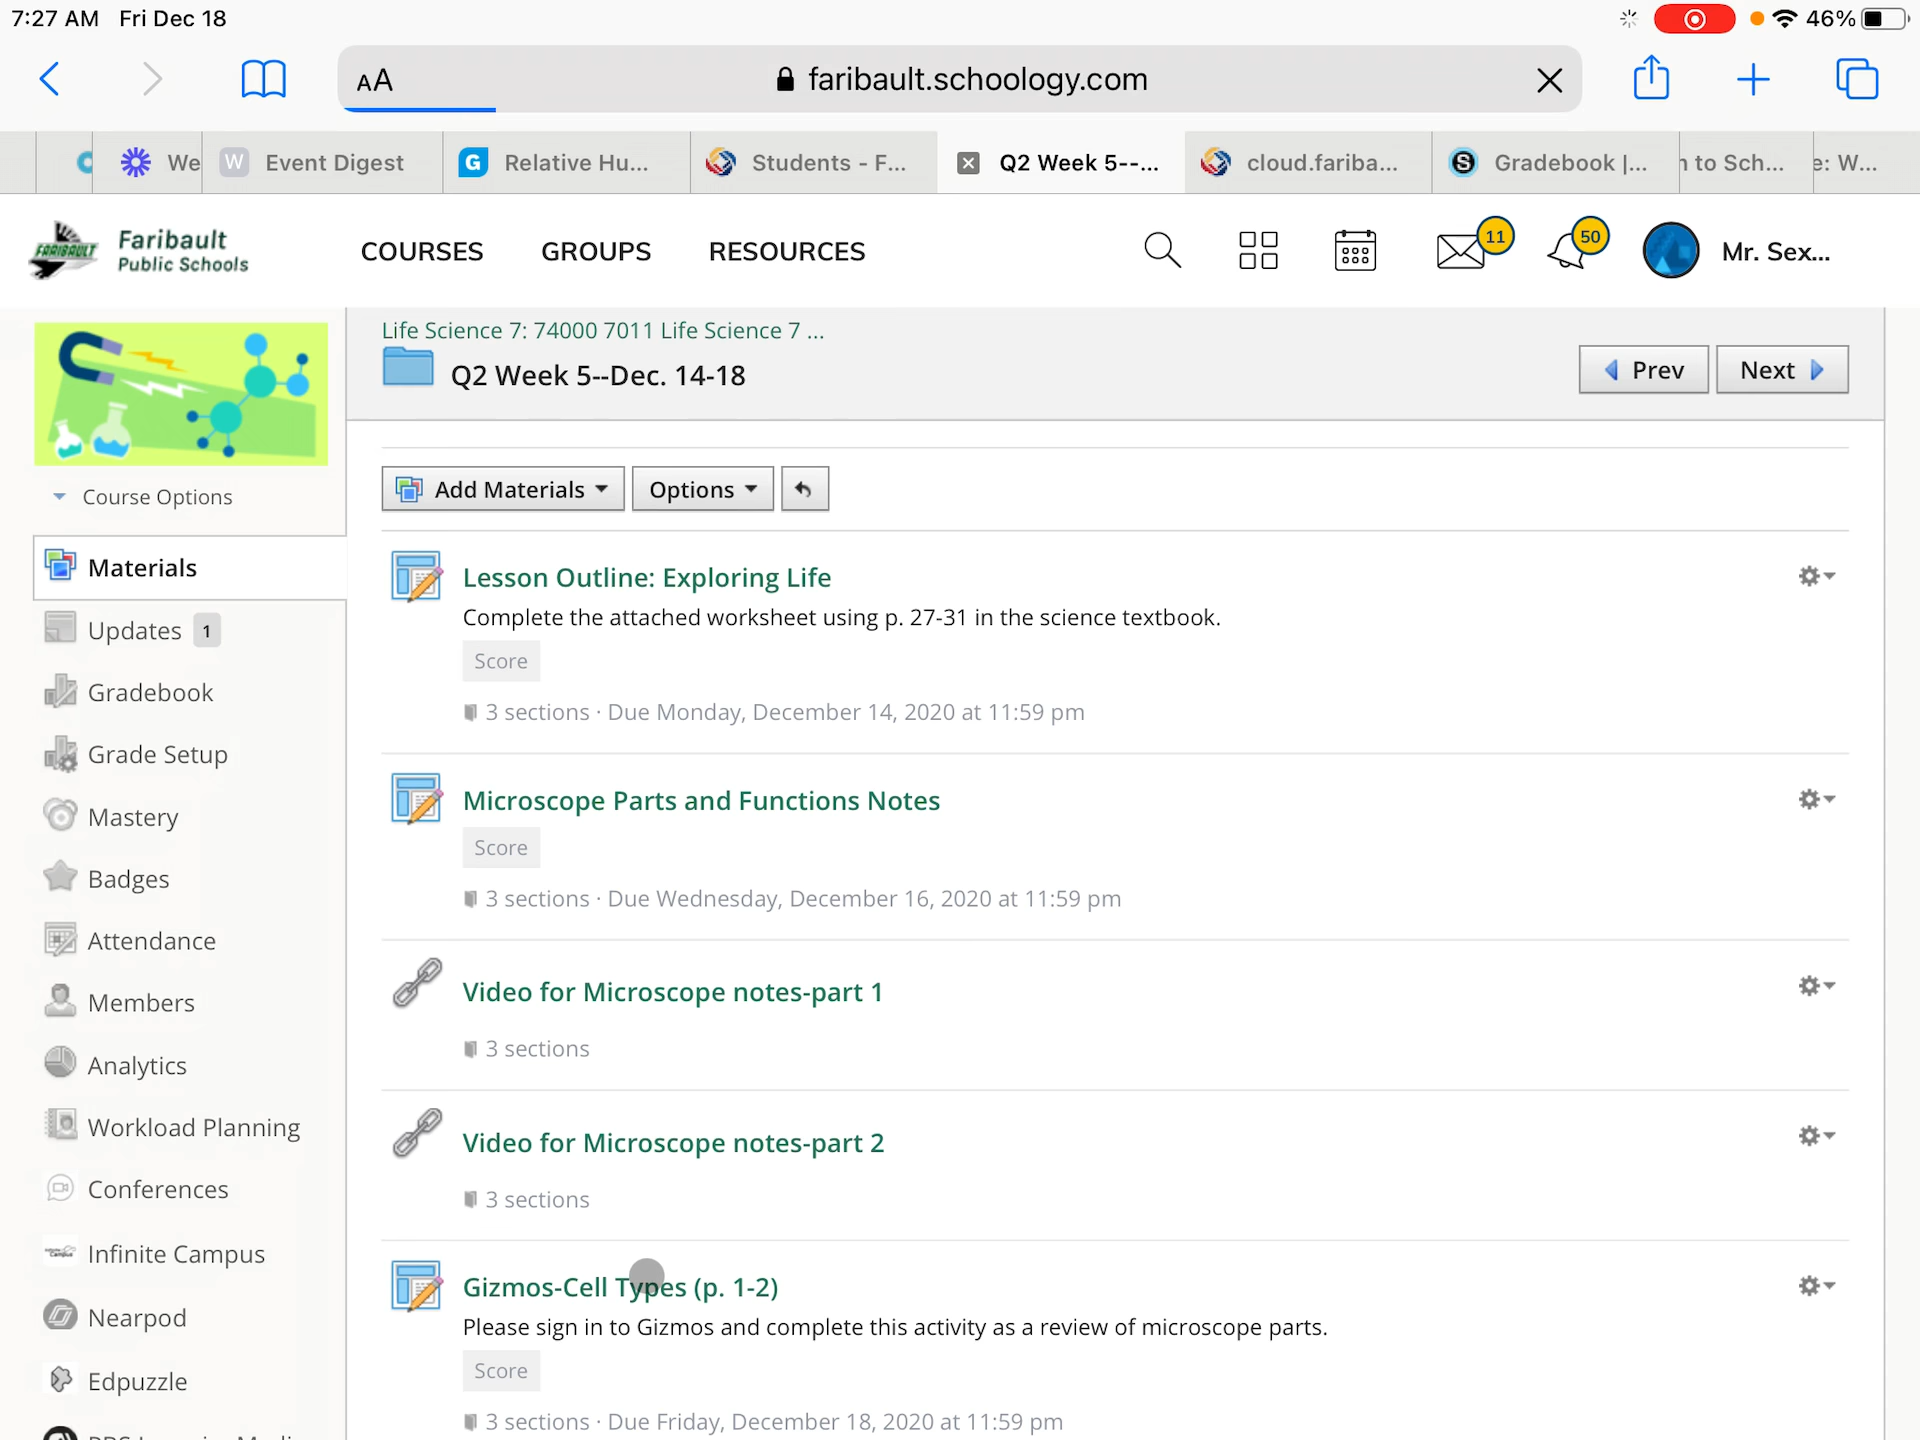 7:27 AM Fri Dec 18
46%
AA
faribault.schoology.com
We
W Event Digest
G Relative Hu...
Students - F...
Q2 Week 5--...
cloud.fariba...
S Gradebook |...
to Sch...
e: W...
FARIBAULT
Faribault
Public Schools
COURSES
GROUPS
RESOURCES
11
50
Mr. Sex...
Life Science 7: 74000 7011 Life Science 7 ...
Q2 Week 5--Dec. 14-18
Prev
Next
Course Options
Materials
Updates 1
Gradebook
Grade Setup
Mastery
Badges
Attendance
Members
Analytics
Workload Planning
Conferences
Infinite Campus
Nearpod
Edpuzzle
Add Materials
Options
Lesson Outline: Exploring Life
Complete the attached worksheet using p. 27-31 in the science textbook.
Score
3 sections · Due Monday, December 14, 2020 at 11:59 pm
Microscope Parts and Functions Notes
Score
3 sections · Due Wednesday, December 16, 2020 at 11:59 pm
Video for Microscope notes-part 1
3 sections
Video for Microscope notes-part 2
3 sections
Gizmos-Cell Types (p. 1-2)
Please sign in to Gizmos and complete this activity as a review of microscope parts.
Score
3 sections · Due Friday, December 18, 2020 at 11:59 pm